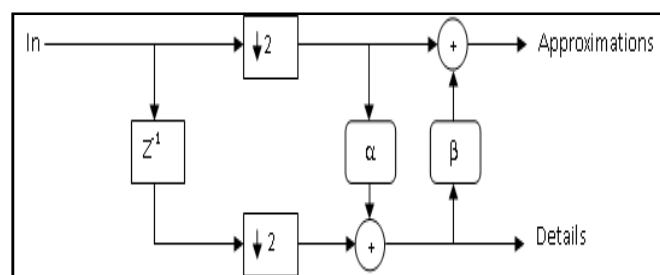 In
↓2
+
Approximations
Z⁻¹
α
β
↓2
+
Details